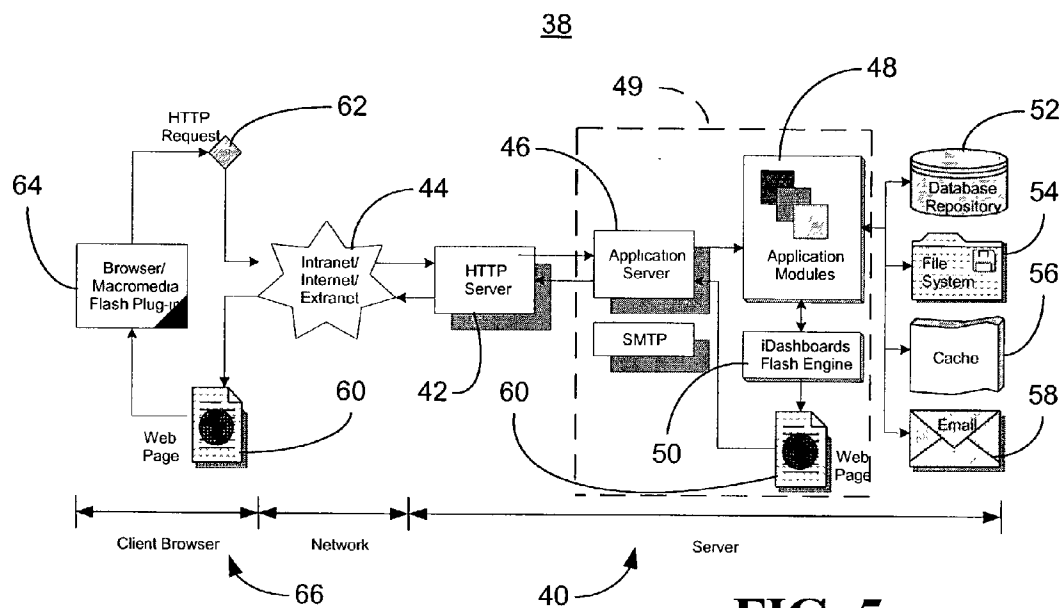 38
HTTP
Request
62
64
Browser/
Macromedia
Flash Plug-in
44
Intranet/
Internet/
Extranet
HTTP
Server
42
46
Application
Server
SMTP
49
48
Application
Modules
iDashboards
Flash Engine
50
60
Web
Page
52
Database
Repository
54
File
System
56
Cache
58
Email
Web
Page
60
Client Browser
Network
Server
66
40
FIG. 5